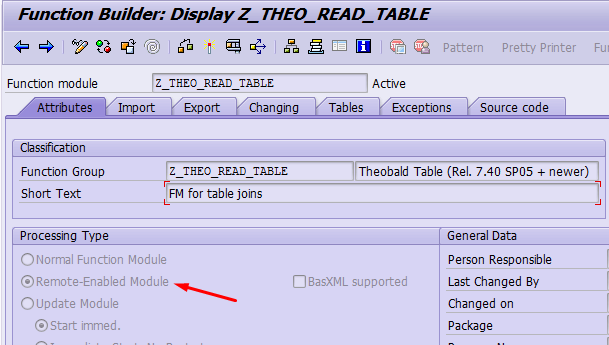 Function Builder: Display Z_THEO_READ_TABLE
Pattern Pretty Printer
Function module Z_THEO_READ_TABLE Active
Attributes Import Export Changing Tables Exceptions Source code
Classification
Function Group Z_THEO_READ_TABLE Theobald Table (Rel. 7.40 SP05 + newer)
Short Text FM for table joins
Processing Type General Data
Normal Function Module Person Responsible
Remote-Enabled Module BasXML supported Last Changed By
Update Module Changed on
Start immed. Package